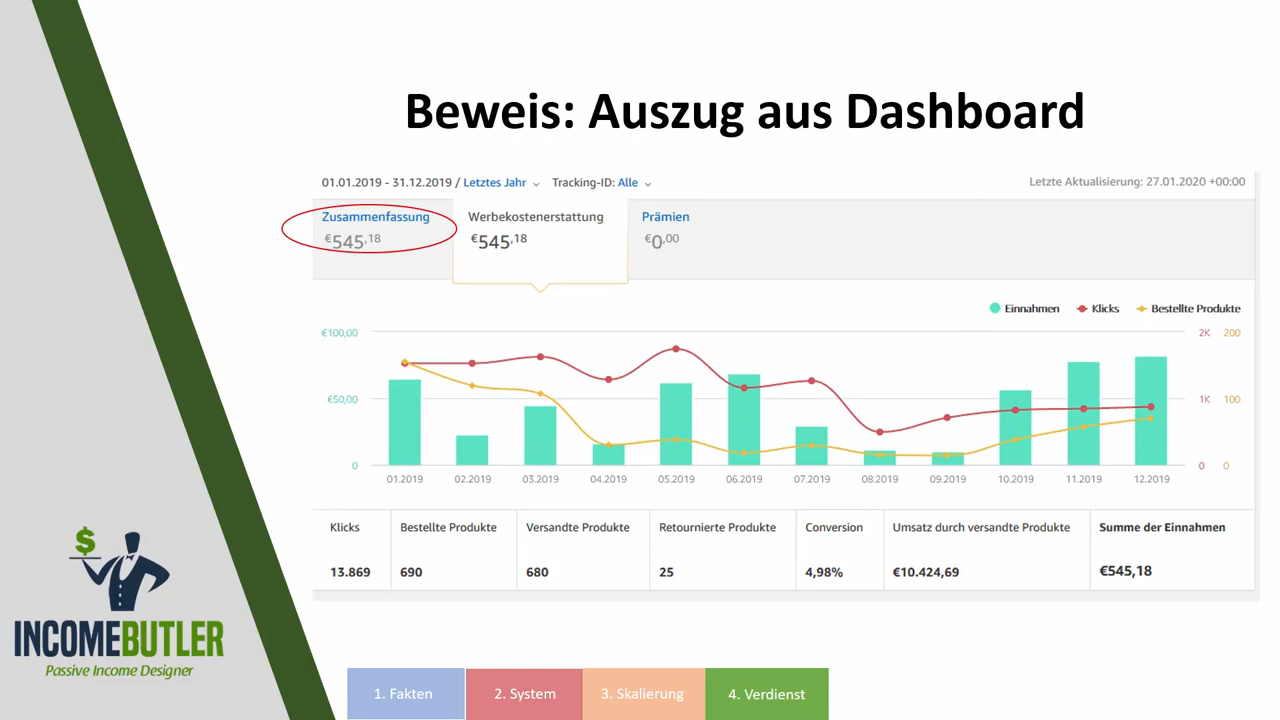 Beweis: Auszug aus Dashboard
01.01.2019 - 31.12.2019 / Letztes Jahr Tracking-ID: Alle Letzte Aktualisierung: 27.01.2020 +00:00
Zusammenfassung Werbekostenerstattung Prämien
€545,18 €545,18 €0,00
Einnahmen Klicks Bestellte Produkte
€100,00 2K 200
€50,00 1K 100
0 0 0
01.2019 02.2019 03.2019 04.2019 05.2019 06.2019 07.2019 08.2019 09.2019 10.2019 11.2019 12.2019
Klicks Bestellte Produkte Versandte Produkte Retournierte Produkte Conversion Umsatz durch versandte Produkte Summe der Einnahmen
13.869 690 680 25 4,98% €10.424,69 €545,18
$
INCOMEBUTLER
Passive Income Designer
1. Fakten 2. System 3. Skalierung 4. Verdienst